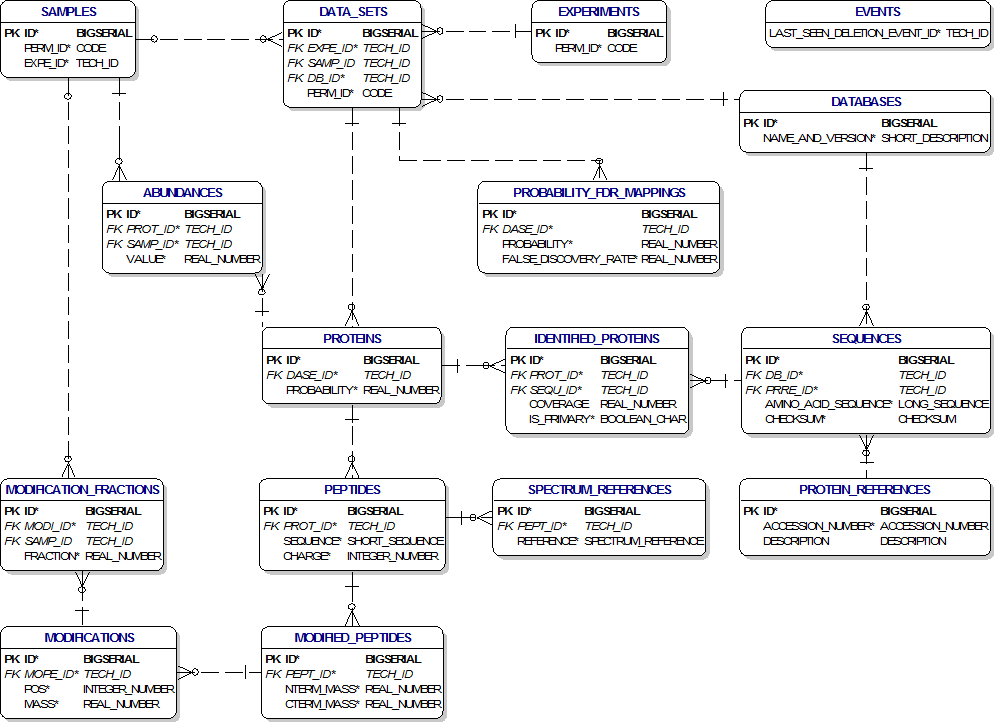 SAMPLES
PK ID* BIGSERIAL
PERM_ID* CODE
EXPE_ID* TECH_ID
DATA_SETS
PK ID* BIGSERIAL
FK EXPE_ID* TECH_ID
FK SAMP_ID TECH_ID
FK DB_ID* TECH_ID
PERM_ID* CODE
EXPERIMENTS
PK ID* BIGSERIAL
PERM_ID* CODE
EVENTS
LAST_SEEN_DELETION_EVENT_ID* TECH_ID
DATABASES
PK ID* BIGSERIAL
NAME_AND_VERSION* SHORT_DESCRIPTION
ABUNDANCES
PK ID* BIGSERIAL
FK PROT_ID* TECH_ID
FK SAMP_ID* TECH_ID
VALUE* REAL_NUMBER
PROBABILITY_FDR_MAPPINGS
PK ID* BIGSERIAL
FK DASE_ID* TECH_ID
PROBABILITY* REAL_NUMBER
FALSE_DISCOVERY_RATE* REAL_NUMBER
PROTEINS
PK ID* BIGSERIAL
FK DASE_ID* TECH_ID
PROBABILITY* REAL_NUMBER
IDENTIFIED_PROTEINS
PK ID* BIGSERIAL
FK PROT_ID* TECH_ID
FK SEQU_ID* TECH_ID
COVERAGE REAL_NUMBER
IS_PRIMARY* BOOLEAN_CHAR
SEQUENCES
PK ID* BIGSERIAL
FK DB_ID* TECH_ID
FK PRRE_ID* TECH_ID
AMINO_ACID_SEQUENCE* LONG_SEQUENCE
CHECKSUM* CHECKSUM
MODIFICATION_FRACTIONS
PK ID* BIGSERIAL
FK MODI_ID* TECH_ID
FK SAMP_ID TECH_ID
FRACTION* REAL_NUMBER
PEPTIDES
PK ID* BIGSERIAL
FK PROT_ID* TECH_ID
SEQUENCE* SHORT_SEQUENCE
CHARGE* INTEGER_NUMBER
SPECTRUM_REFERENCES
PK ID* BIGSERIAL
FK PEPT_ID* TECH_ID
REFERENCE* SPECTRUM_REFERENCE
PROTEIN_REFERENCES
PK ID* BIGSERIAL
ACCESSION_NUMBER* ACCESSION_NUMBER
DESCRIPTION DESCRIPTION
MODIFICATIONS
PK ID* BIGSERIAL
FK MOPE_ID* TECH_ID
POS* INTEGER_NUMBER
MASS* REAL_NUMBER
MODIFIED_PEPTIDES
PK ID* BIGSERIAL
FK PEPT_ID* TECH_ID
NTERM_MASS* REAL_NUMBER
CTERM_MASS* REAL_NUMBER